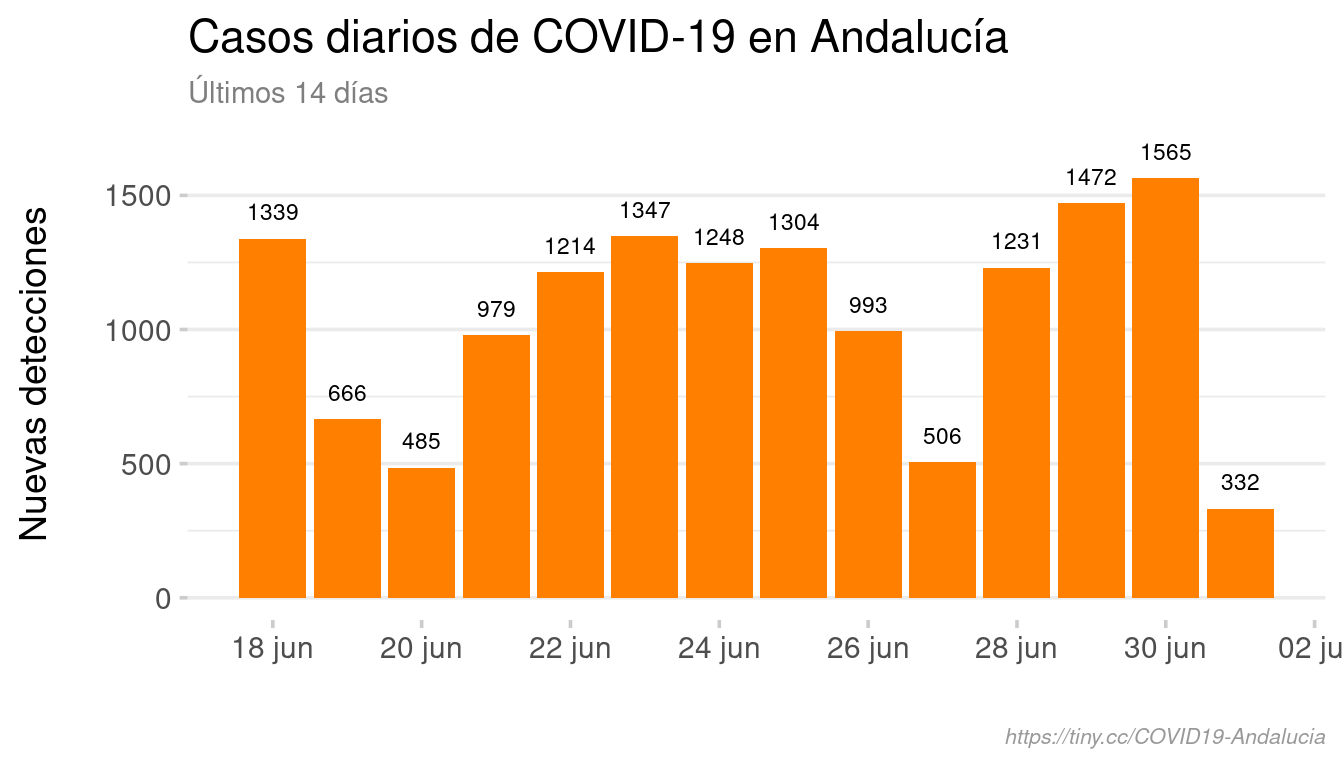 Casos diarios de COVID-19 en Andalucía
Últimos 14 días
Nuevas detecciones
1500
1000
500
0
1339
666
485
979
1214
1347
1248
1304
993
506
1231
1472
1565
332
18 jun
20 jun
22 jun
24 jun
26 jun
28 jun
30 jun
02 ju
https://tiny.cc/COVID19-Andalucia